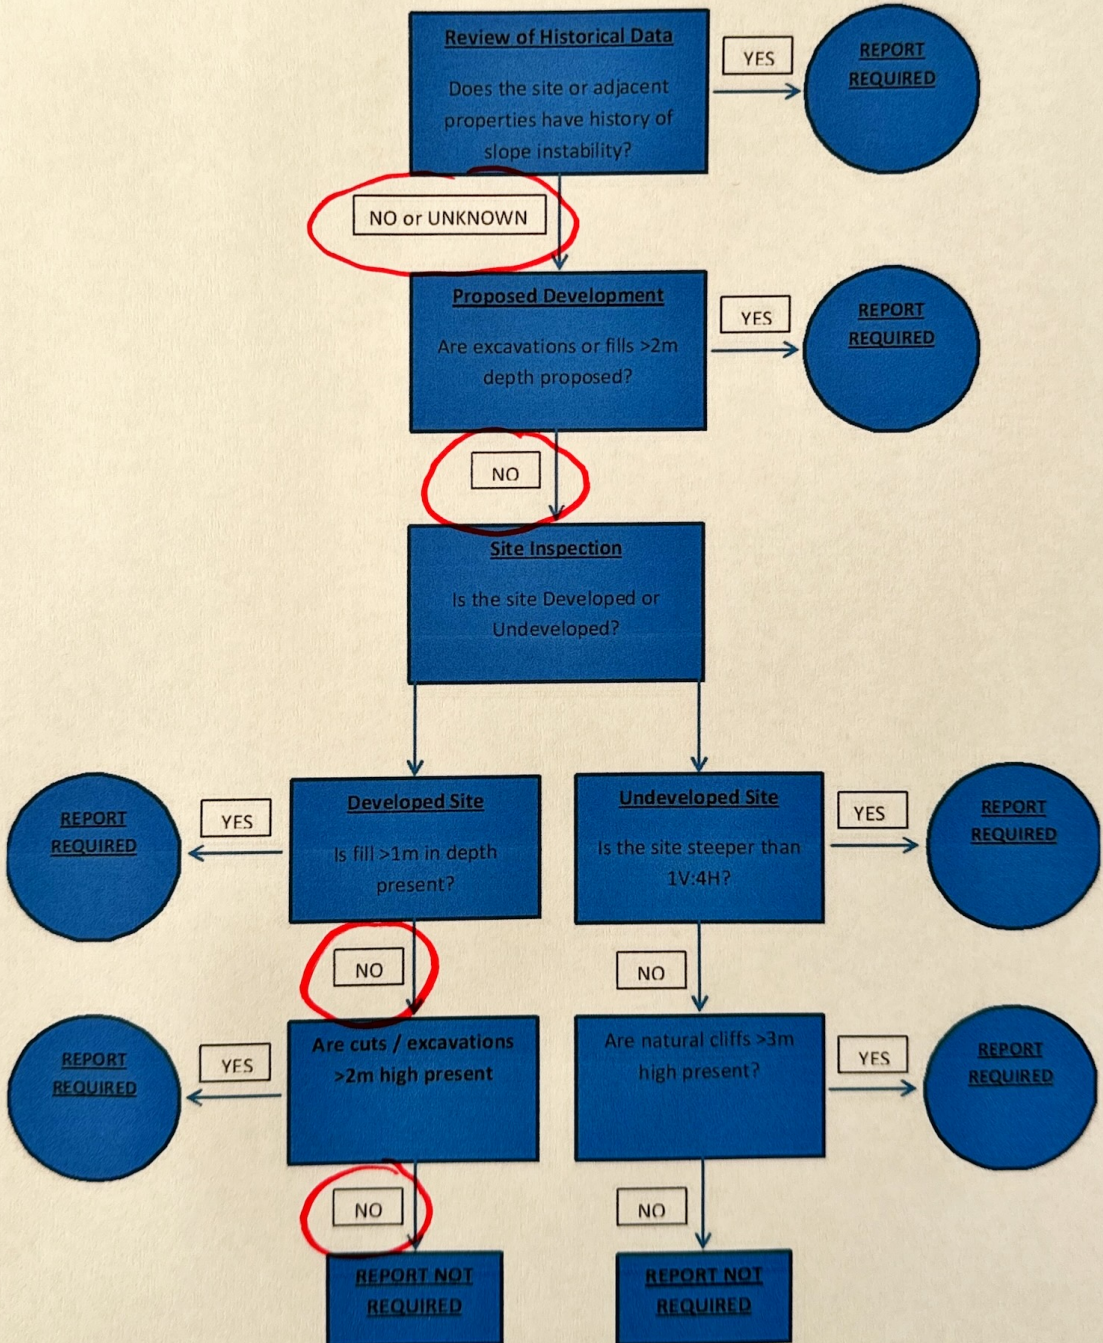 Review of Historical Data
Does the site or adjacent
properties have history of
slope instability?
YES
REPORT
REQUIRED
NO or UNKNOWN
Proposed Development
Are excavations or fills >2m
depth proposed?
YES
REPORT
REQUIRED
NO
Site Inspection
Is the site Developed or
Undeveloped?
REPORT
REQUIRED
YES
Developed Site
Is fill >1m in depth
present?
Undeveloped Site
Is the site steeper than
1V:4H?
YES
REPORT
REQUIRED
NO
NO
REPORT
REQUIRED
YES
Are cuts / excavations
>2m high present
Are natural cliffs >3m
high present?
YES
REPORT
REQUIRED
NO
NO
REPORT NOT
REQUIRED
REPORT NOT
REQUIRED